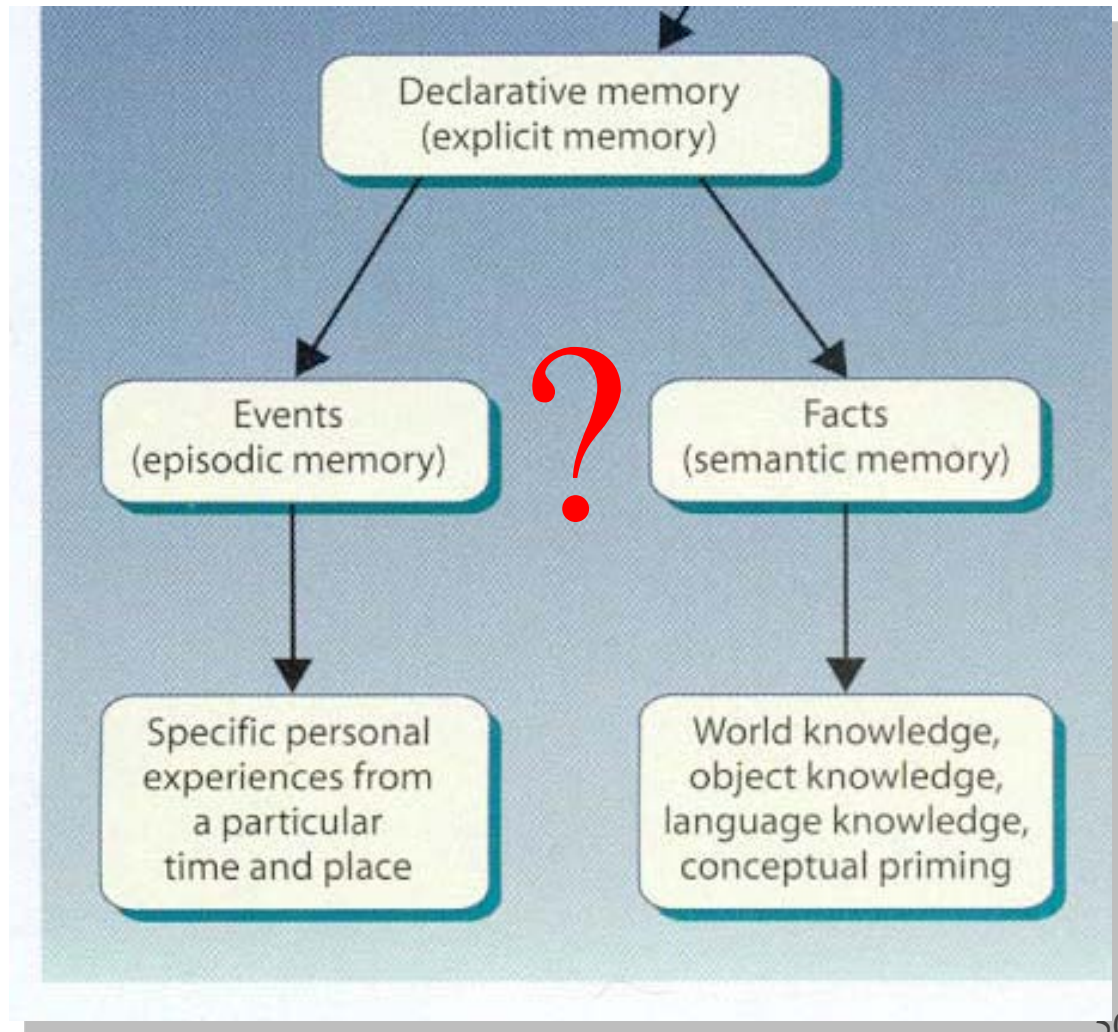 Declarative memory
(explicit memory)
Events
(episodic memory)
?
Facts
(semantic memory)
Specific personal
experiences from
a particular
time and place
World knowledge,
object knowledge,
language knowledge,
conceptual priming